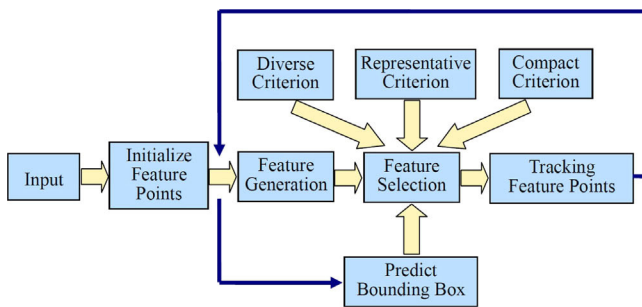 Diverse
Criterion
Representative
Criterion
Compact
Criterion
Input
Initialize
Feature
Points
Feature
Generation
Feature
Selection
Tracking
Feature Points
Predict
Bounding Box